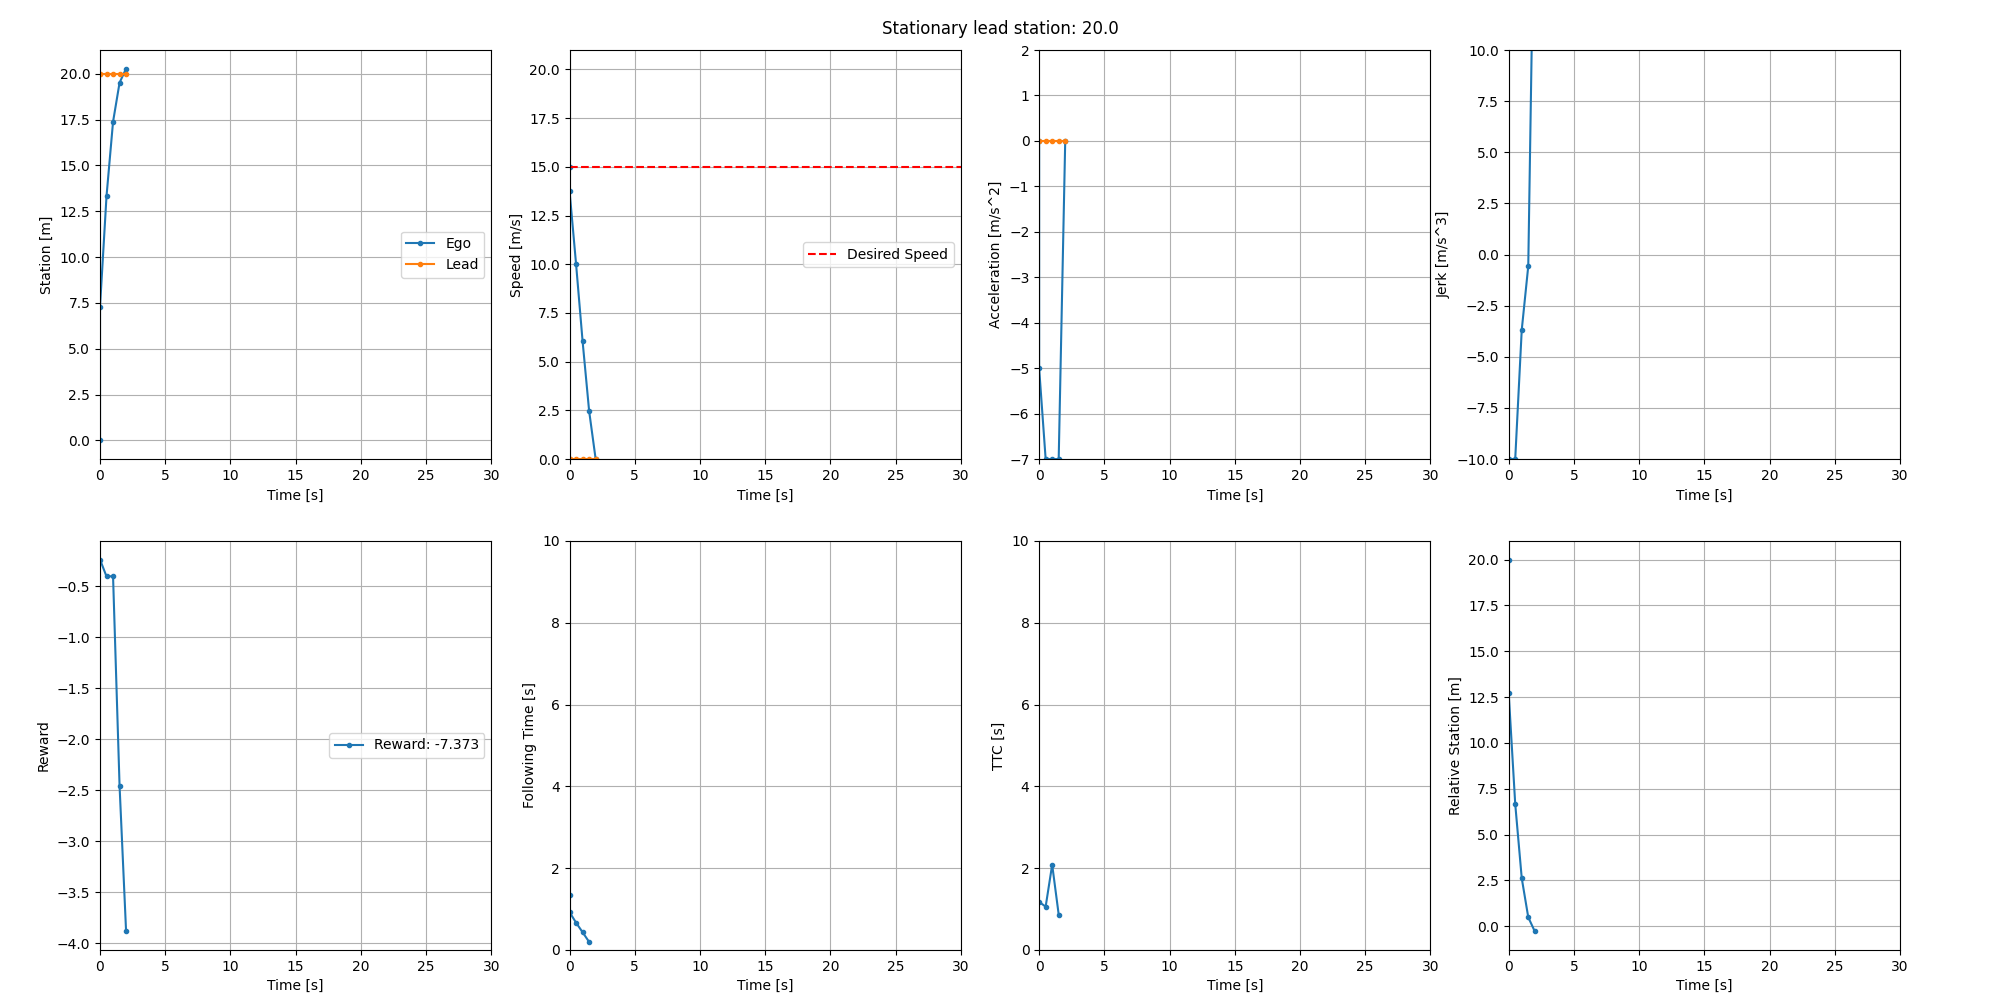 Stationary lead station: 20.0
20.0
17.5
15.0
12.5
10.0
7.5
5.0
2.5
0.0
Station [m]
Ego
Lead
0 5 10 15 20 25 30
Time [s]
20.0
17.5
15.0
12.5
10.0
7.5
5.0
2.5
0.0
Speed [m/s]
Desired Speed
0 5 10 15 20 25 30
Time [s]
2
1
0
−1
−2
−3
−4
−5
−6
−7
Acceleration [m/s^2]
0 5 10 15 20 25 30
Time [s]
10.0
7.5
5.0
2.5
0.0
−2.5
−5.0
−7.5
−10.0
Jerk [m/s^3]
0 5 10 15 20 25 30
Time [s]
−0.5
−1.0
−1.5
−2.0
−2.5
−3.0
−3.5
−4.0
Reward
Reward: -7.373
0 5 10 15 20 25 30
Time [s]
10
8
6
4
2
0
Following Time [s]
0 5 10 15 20 25 30
Time [s]
10
8
6
4
2
0
TTC [s]
0 5 10 15 20 25 30
Time [s]
20.0
17.5
15.0
12.5
10.0
7.5
5.0
2.5
0.0
Relative Station [m]
0 5 10 15 20 25 30
Time [s]